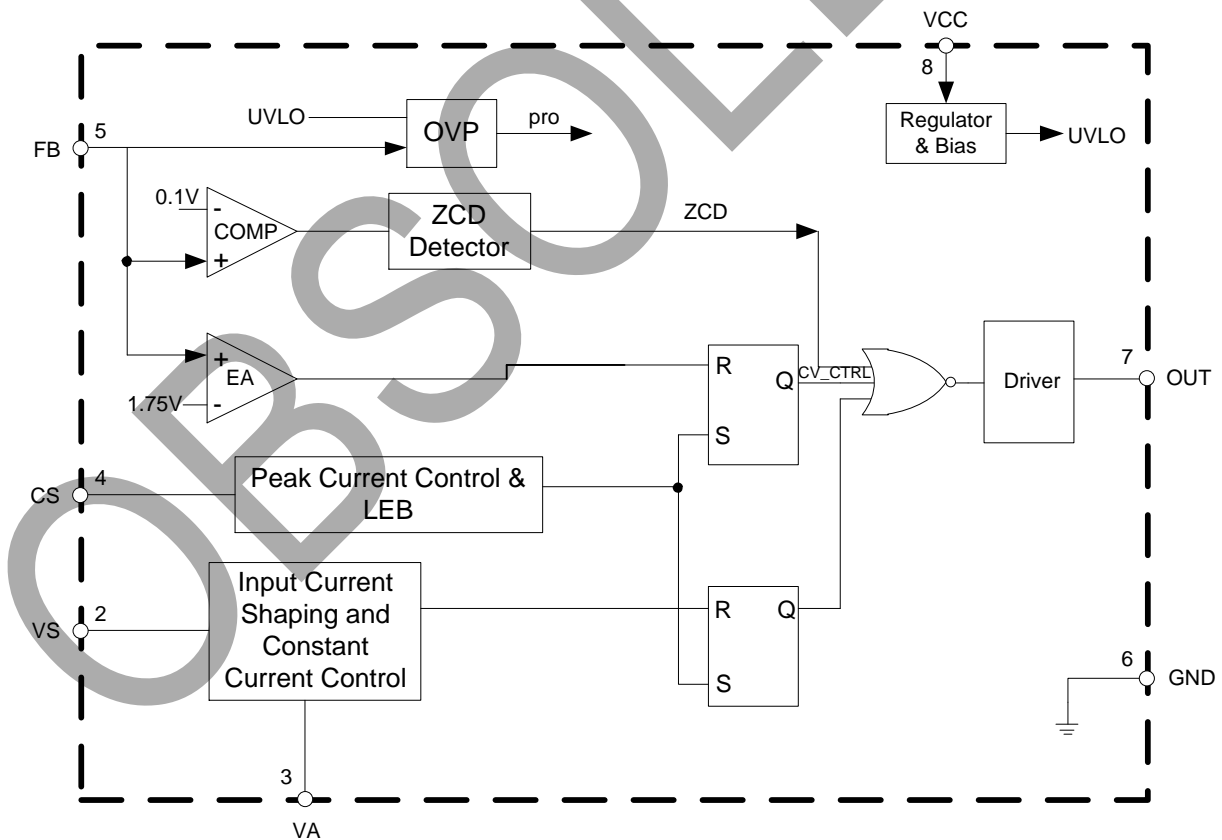 VCC
8
UVLO
OVP
pro
Regulator
& Bias
UVLO
5
FB
0.1V
-
COMP
+
ZCD
Detector
ZCD
+
EA
1.75V
-
R
Q
S
CV_CTRL
Driver
7
OUT
4
CS
Peak Current Control &
LEB
2
VS
Input Current
Shaping and
Constant
Current Control
R
Q
S
6
GND
3
VA
OBSOLE